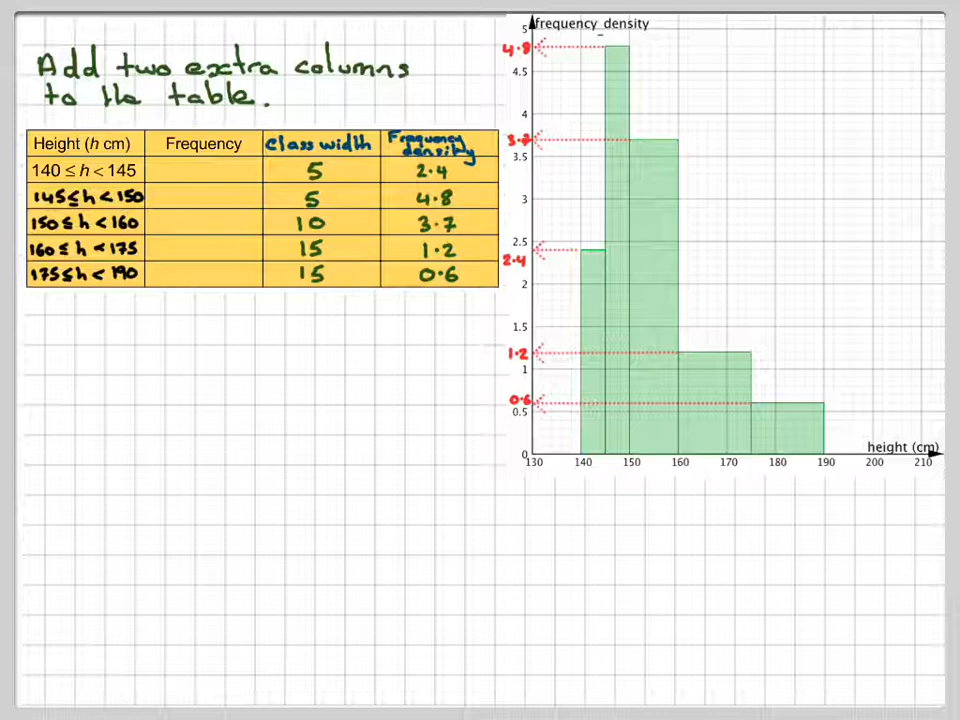 Add two extra columns
to the table.
Height (h cm) Frequency Class width Frequency density
140 ≤ h < 145 5 2.4
145 ≤ h < 150 5 4.8
150 ≤ h < 160 10 3.7
160 ≤ h < 175 15 1.2
175 ≤ h < 190 15 0.6
frequency_density
5
4.8
4.5
4
3.7
3.5
3
2.5
2.4
2
1.5
1.2
1
0.6
0.5
0
height (cm)
130 140 150 160 170 180 190 200 210